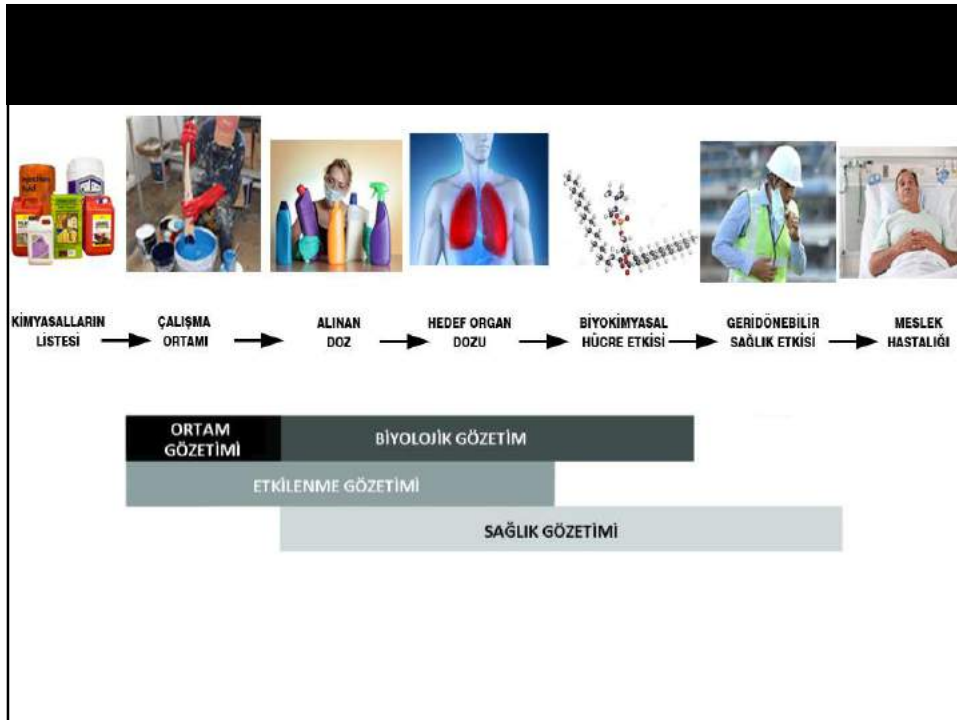 injection
fluid
KİMYASALLARIN
LİSTESİ
ÇALIŞMA
ORTAMI
ALINAN
DOZ
HEDEF ORGAN
DOZU
BİYOKİMYASAL
HÜCRE ETKİSİ
GERİDÖNEBİLİR
SAĞLIK ETKİSİ
MESLEK
HASTALIĞI
ORTAM
GÖZETİMİ
BİYOLOJİK GÖZETİM
ETKİLENME GÖZETİMİ
SAĞLIK GÖZETİMİ